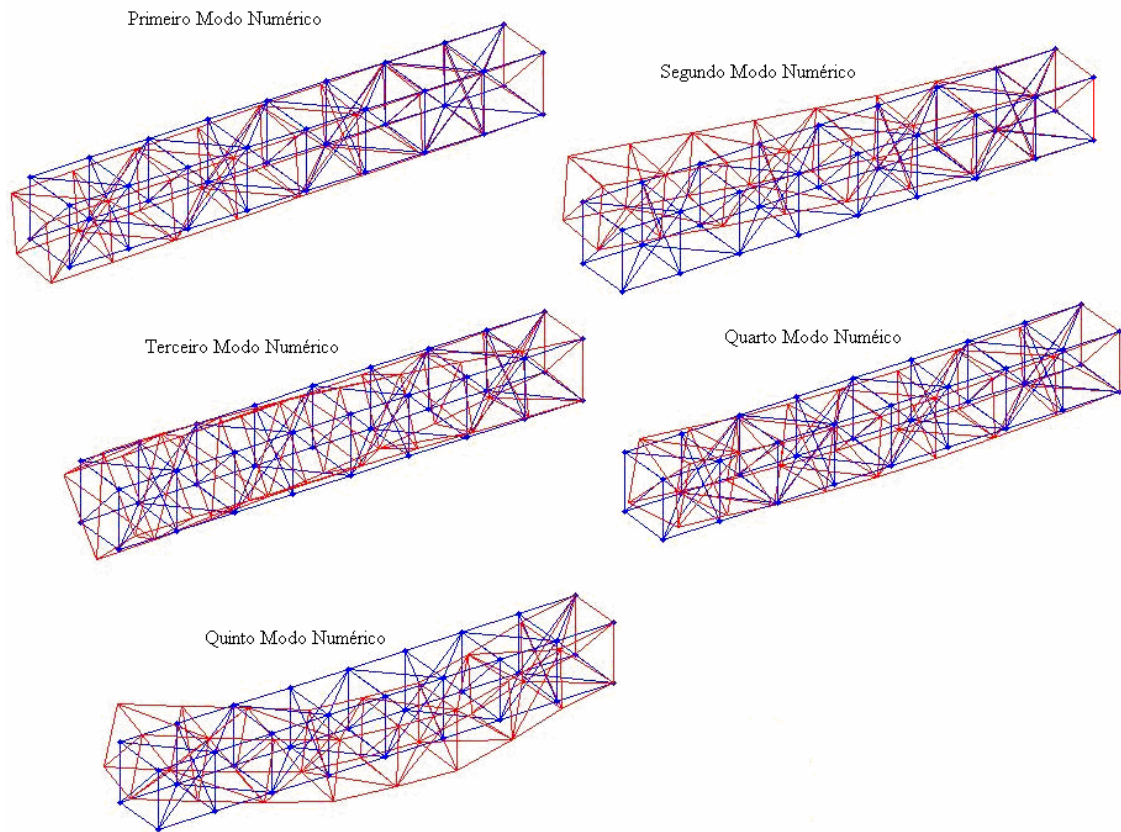 Primeiro Modo Numérico
Segundo Modo Numérico
Terceiro Modo Numérico
Quarto Modo Numéico
Quinto Modo Numérico